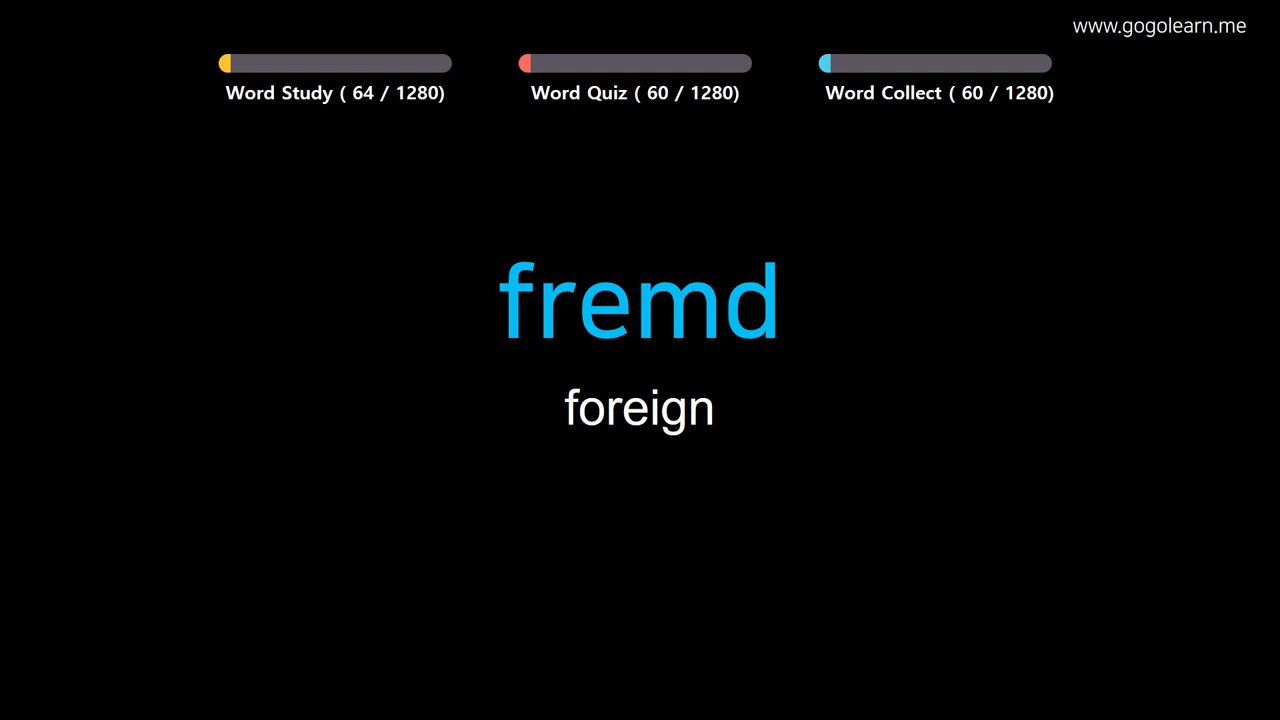 www.gogolearn.me
Word Study ( 64 / 1280)
Word Quiz ( 60 / 1280)
Word Collect ( 60 / 1280)
fremd
foreign